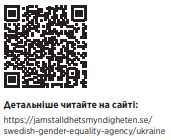 Детальніше читайте на сайті:
https://jamstalldhetsmyndigheten.se/
swedish-gender-equality-agency/ukraine